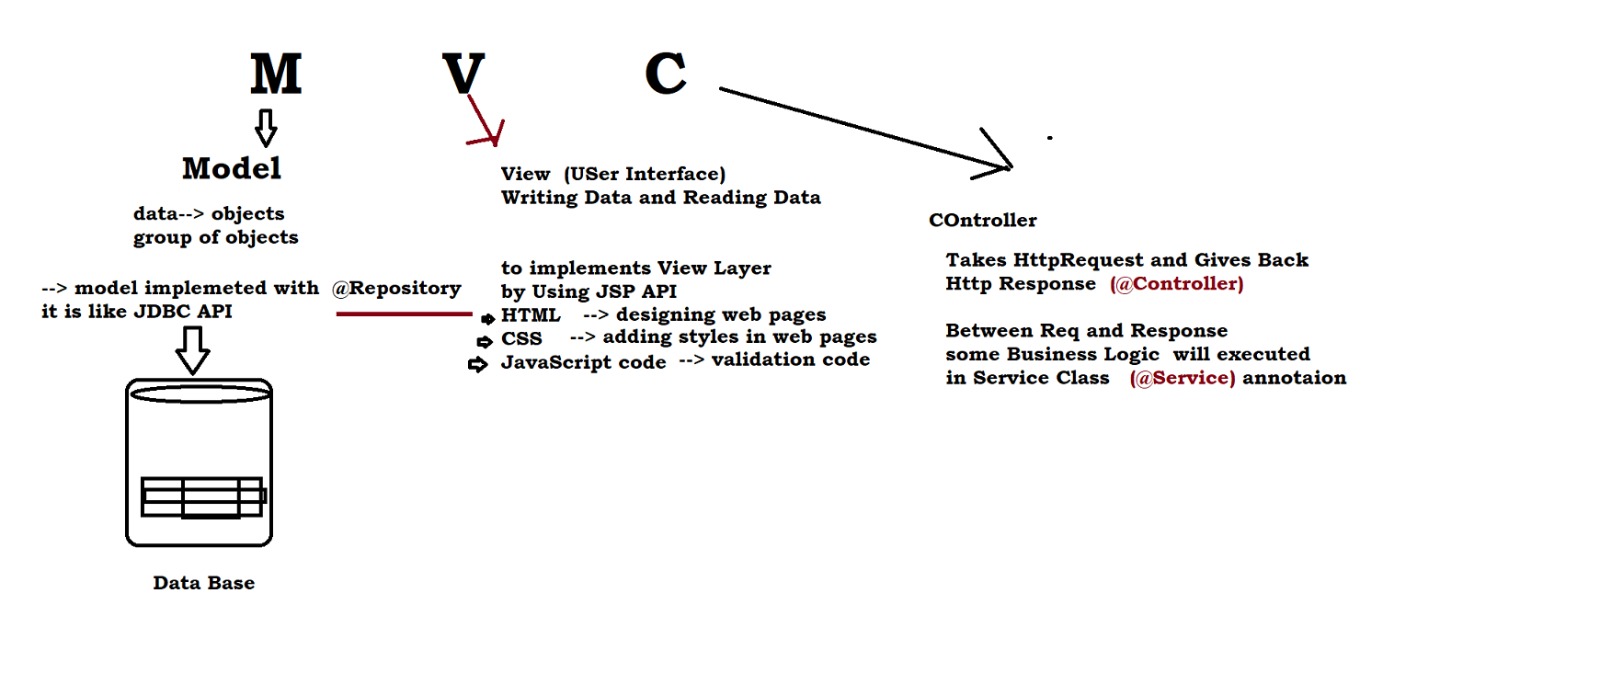 M V C
Model
data--> objects
group of objects
--> model implemeted with @Repository
it is like JDBC API
Data Base
View (USer Interface)
Writing Data and Reading Data
to implements View Layer
by Using JSP API
HTML --> designing web pages
CSS --> adding styles in web pages
JavaScript code --> validation code
COntroller
Takes HttpRequest and Gives Back
Http Response (@Controller)
Between Req and Response
some Business Logic will executed
in Service Class (@Service) annotaion